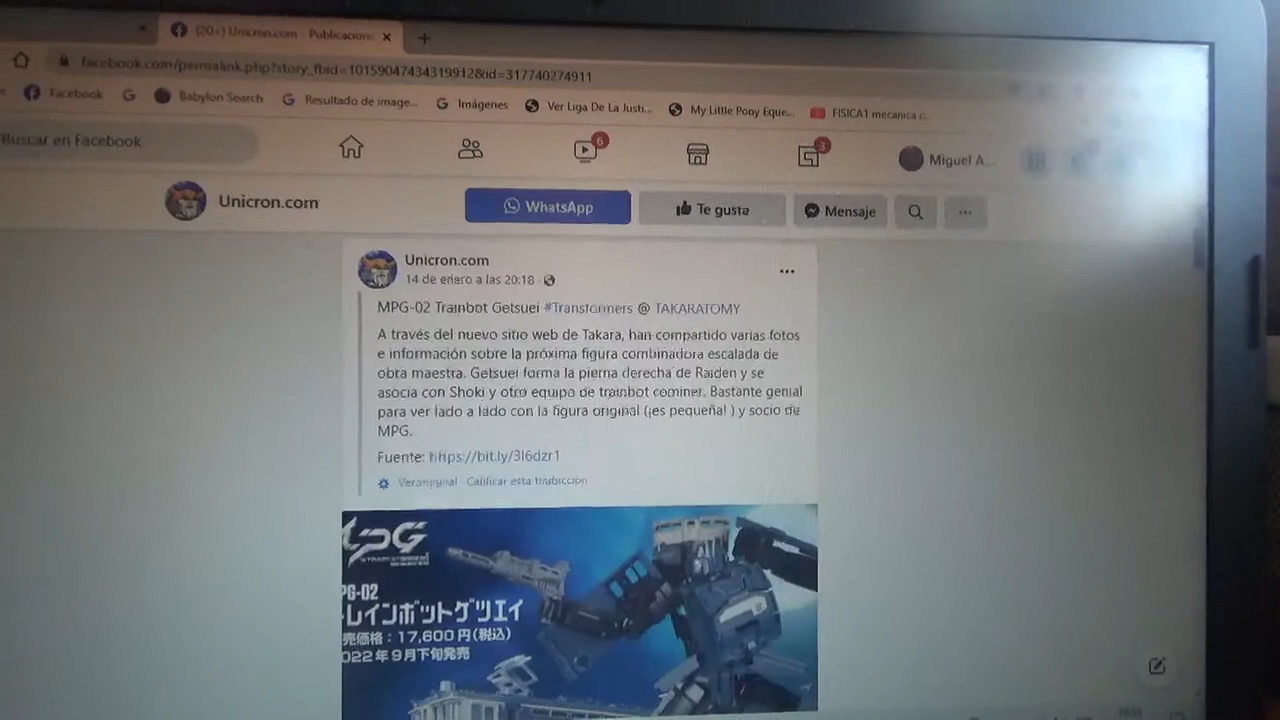 (20+) Unicron.com - Publicacione
facebook.com/permalink.php?story_fbid=10159047434319912&id=317740274911
Facebook
Babylon Search
Resultado de image...
Imágenes
Ver Liga De La Justi...
My Little Pony Eque...
FISICA1 mecanica c...
Buscar en Facebook
6
3
Miguel A...
Unicron.com
WhatsApp
Te gusta
Mensaje
Unicron.com
14 de enero a las 20:18
MPG-02 Trainbot Getsuei #Transformers @ TAKARATOMY
A través del nuevo sitio web de Takara, han compartido varias fotos
e información sobre la próxima figura combinadora escalada de
obra maestra. Getsuei forma la pierna derecha de Raiden y se
asocia con Shoki y otro equipo de trainbot cominer. Bastante genial
para ver lado a lado con la figura original (¡es pequeña! ) y socio de
MPG.
Fuente: https://bit.ly/3I6dzr1
Ver original · Calificar esta traducción
MPG
PG-02
トレインボットゲツエイ
売価格：17,600円(税込)
022年9月下旬発売